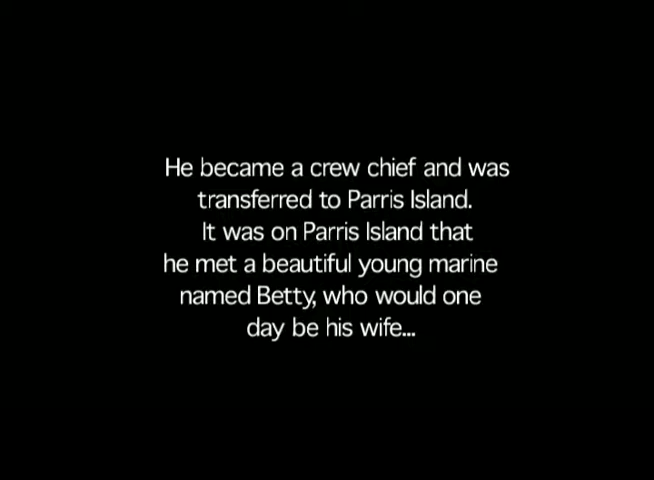 He became a crew chief and was
transferred to Parris Island.
It was on Parris Island that
he met a beautiful young marine
named Betty, who would one
day be his wife...